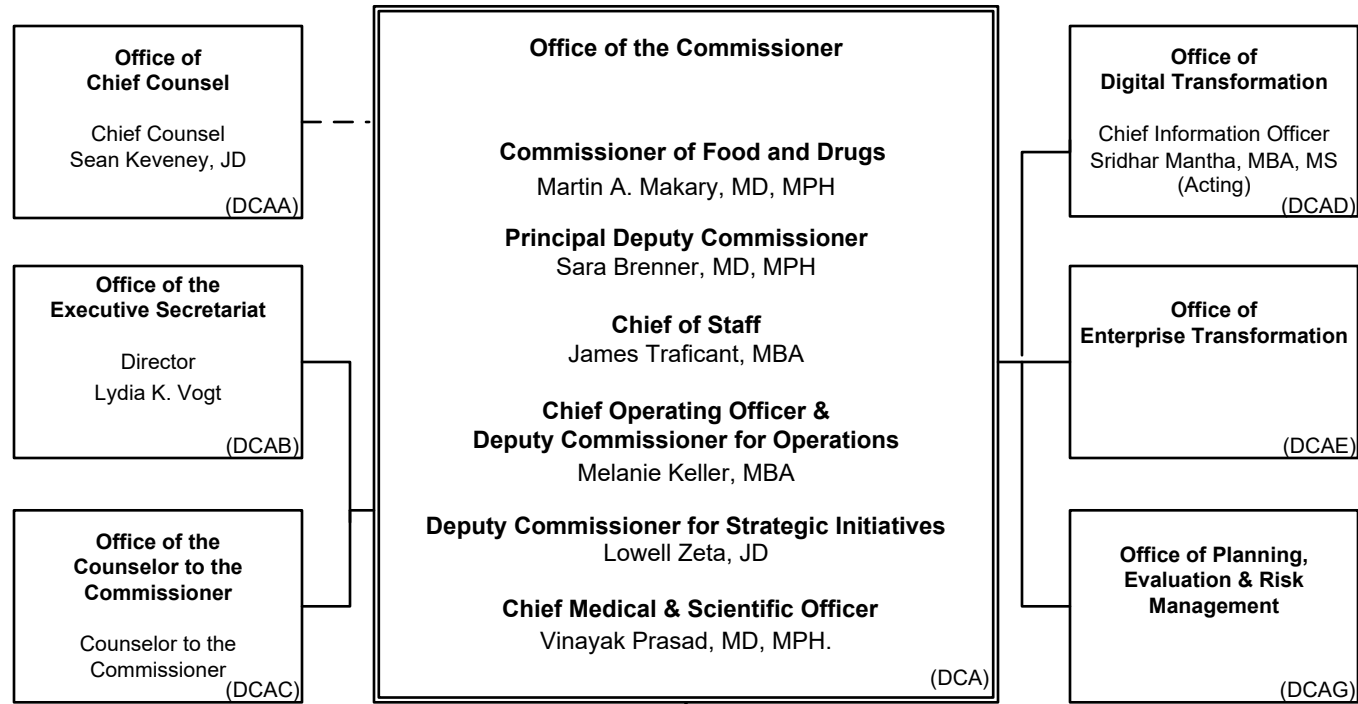 Office of
Chief Counsel
Chief Counsel
Sean Keveney, JD
(DCAA)
Office of the
Executive Secretariat
Director
Lydia K. Vogt
(DCAB)
Office of the
Counselor to the
Commissioner
Counselor to the
Commissioner
(DCAC)
Office of the Commissioner
Commissioner of Food and Drugs
Martin A. Makary, MD, MPH
Principal Deputy Commissioner
Sara Brenner, MD, MPH
Chief of Staff
James Traficant, MBA
Chief Operating Officer &
Deputy Commissioner for Operations
Melanie Keller, MBA
Deputy Commissioner for Strategic Initiatives
Lowell Zeta, JD
Chief Medical & Scientific Officer
Vinayak Prasad, MD, MPH.
(DCA)
Office of
Digital Transformation
Chief Information Officer
Sridhar Mantha, MBA, MS
(Acting)
(DCAD)
Office of
Enterprise Transformation
(DCAE)
Office of Planning,
Evaluation & Risk
Management
(DCAG)